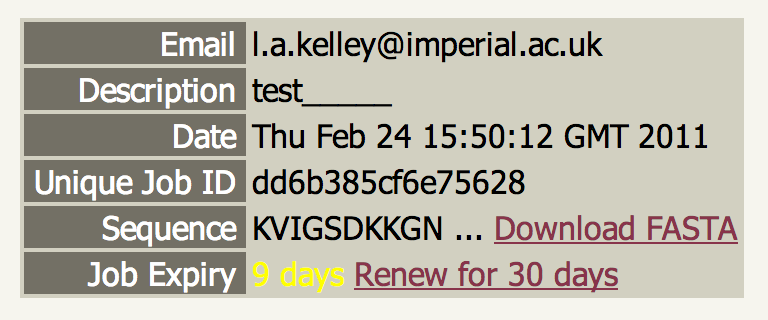 Email l.a.kelley@imperial.ac.uk
Description test_____
Date Thu Feb 24 15:50:12 GMT 2011
Unique Job ID dd6b385cf6e75628
Sequence KVIGSDKKGN ... Download FASTA
Job Expiry 9 days Renew for 30 days